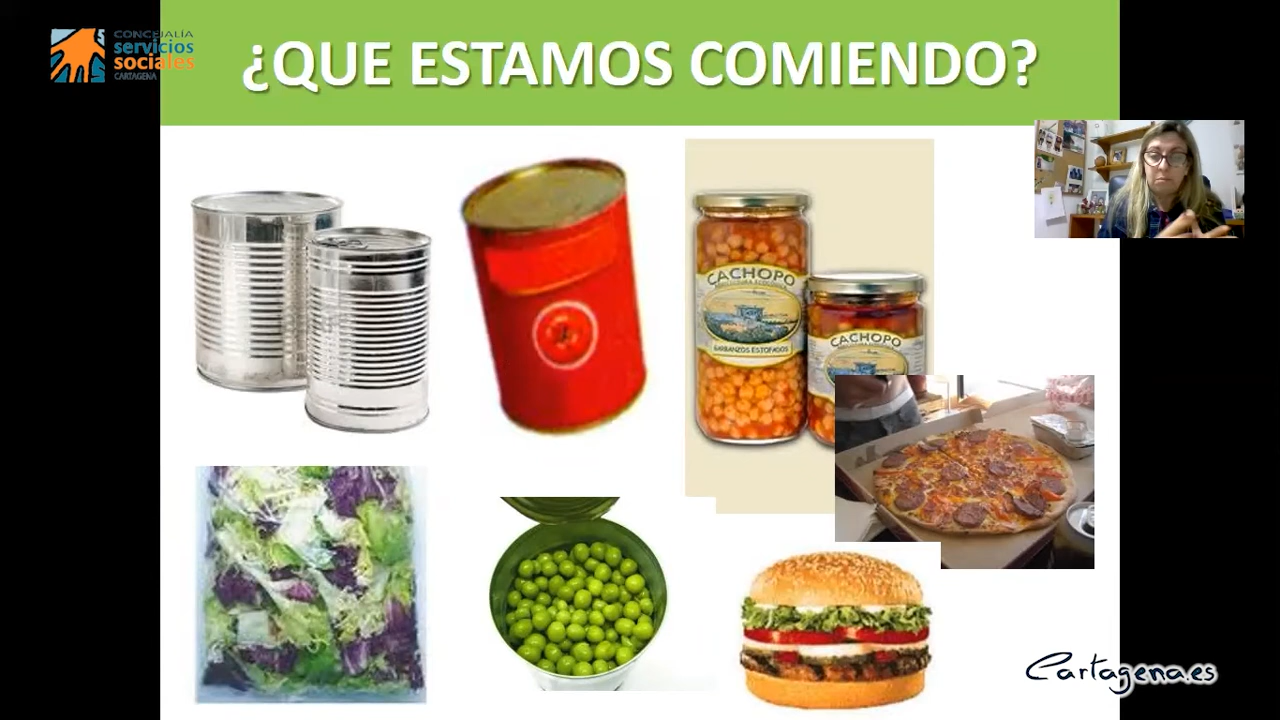 CONCEJALÍA
servicios
sociales
CARTAGENA
¿QUE ESTAMOS COMIENDO?
CACHOPO
GARBANZOS ESTOFADOS
CACHOPO
Cartagena.es